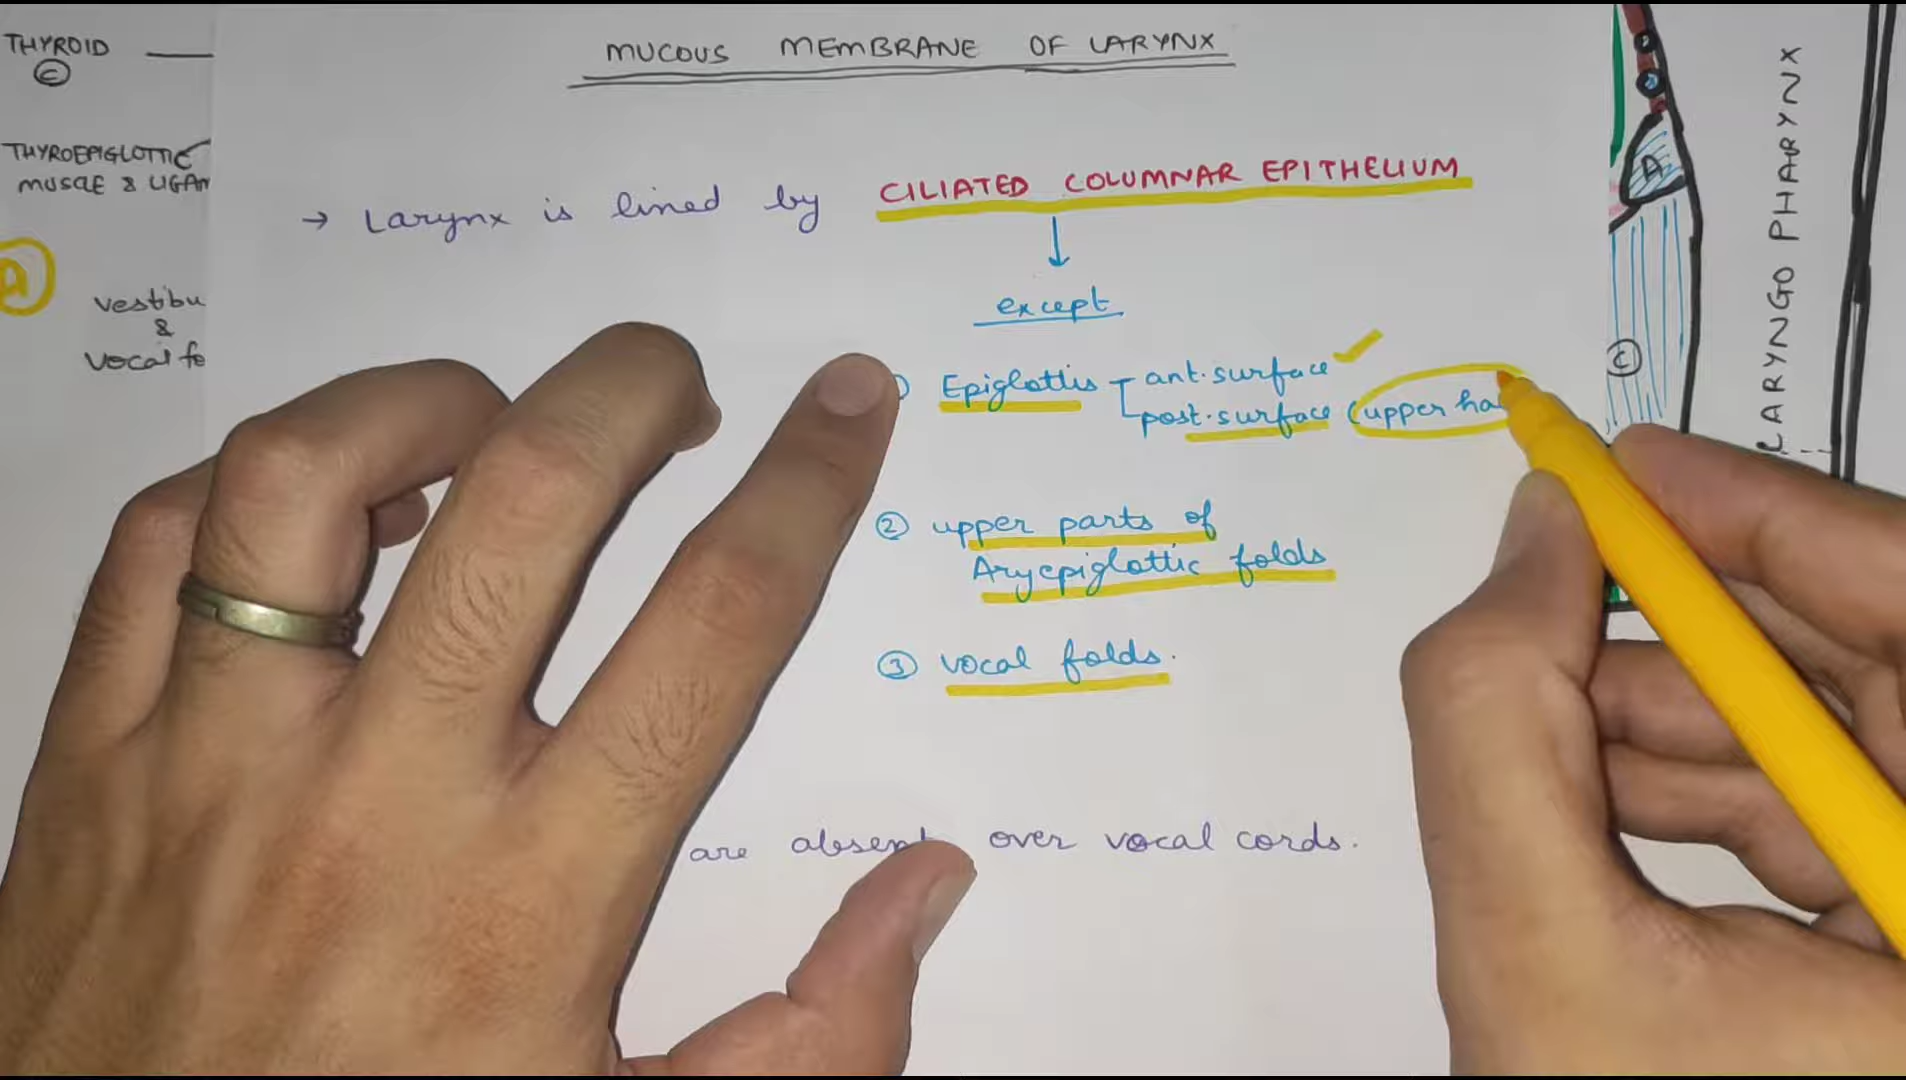 MUCOUS MEMBRANE OF LARYNX
→ Larynx is lined by CILIATED COLUMNAR EPITHELIUM
except
Epiglottis ant. surface ✓
post. surface (upper ha
② upper parts of
Aryepiglottic folds
③ vocal folds.
are absent over vocal cords.
THYROID
C
THYROEPIGLOTTIC
MUSCLE & LIGAM
A
Vestibu
&
Vocal fo
A
C
LARYNGO PHARYNX